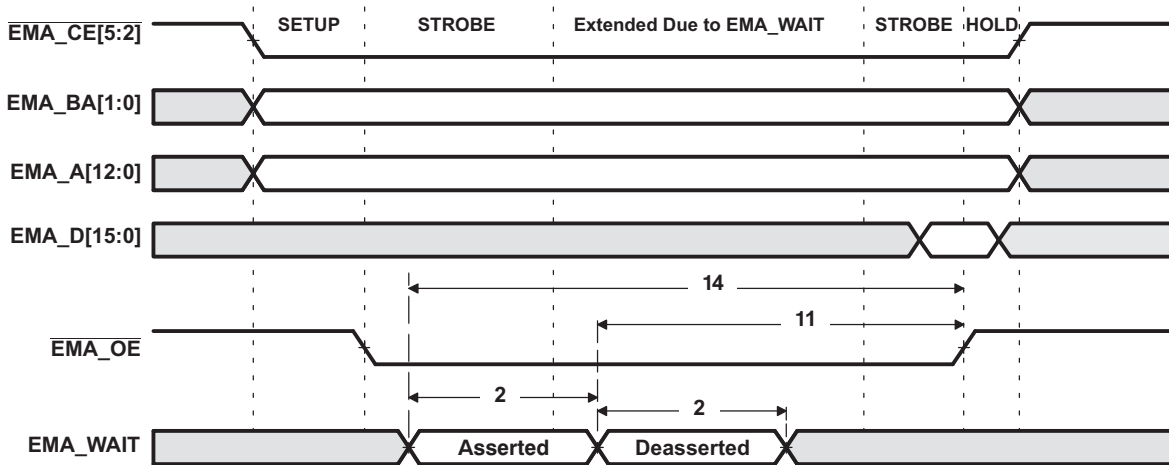 SETUP STROBE Extended Due to EMA_WAIT STROBE HOLD
EMA_CE[5:2]
EMA_BA[1:0]
EMA_A[12:0]
EMA_D[15:0]
14
11
EMA_OE
2
2
EMA_WAIT Asserted Deasserted